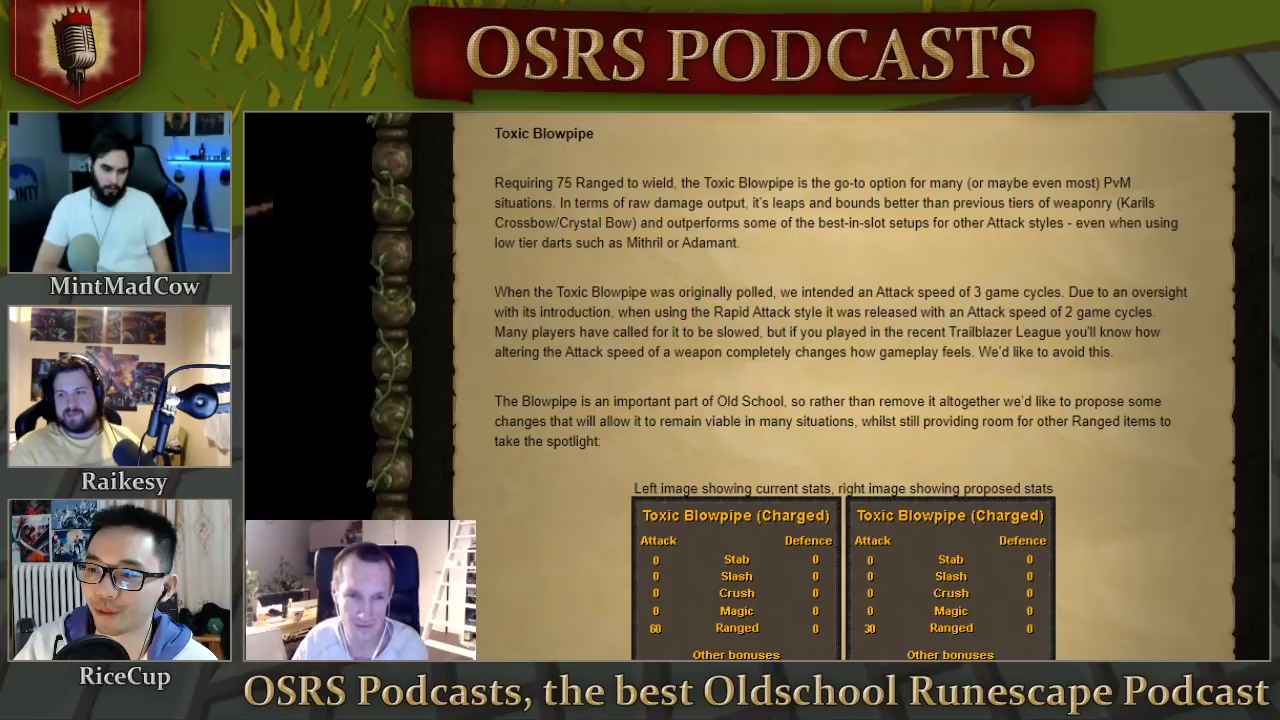 OSRS PODCASTS
Toxic Blowpipe
Requiring 75 Ranged to wield, the Toxic Blowpipe is the go-to option for many (or maybe even most) PvM
situations. In terms of raw damage output, it's leaps and bounds better than previous tiers of weaponry (Karils
Crossbow/Crystal Bow) and outperforms some of the best-in-slot setups for other Attack styles - even when using
low tier darts such as Mithril or Adamant.
When the Toxic Blowpipe was originally polled, we intended an Attack speed of 3 game cycles. Due to an oversight
with its introduction, when using the Rapid Attack style it was released with an Attack speed of 2 game cycles.
Many players have called for it to be slowed, but if you played in the recent Trailblazer League you'll know how
altering the Attack speed of a weapon completely changes how gameplay feels. We'd like to avoid this.
The Blowpipe is an important part of Old School, so rather than remove it altogether we'd like to propose some
changes that will allow it to remain viable in many situations, whilst still providing room for other Ranged items to
take the spotlight:
Left image showing current stats, right image showing proposed stats
Toxic Blowpipe (Charged)
Attack Defence
0 Stab 0
0 Slash 0
0 Crush 0
0 Magic 0
60 Ranged 0
Other bonuses
Toxic Blowpipe (Charged)
Attack Defence
0 Stab 0
0 Slash 0
0 Crush 0
0 Magic 0
30 Ranged 0
Other bonuses
MintMadCow
Raikesy
RiceCup
OSRS Podcasts, the best Oldschool Runescape Podcast